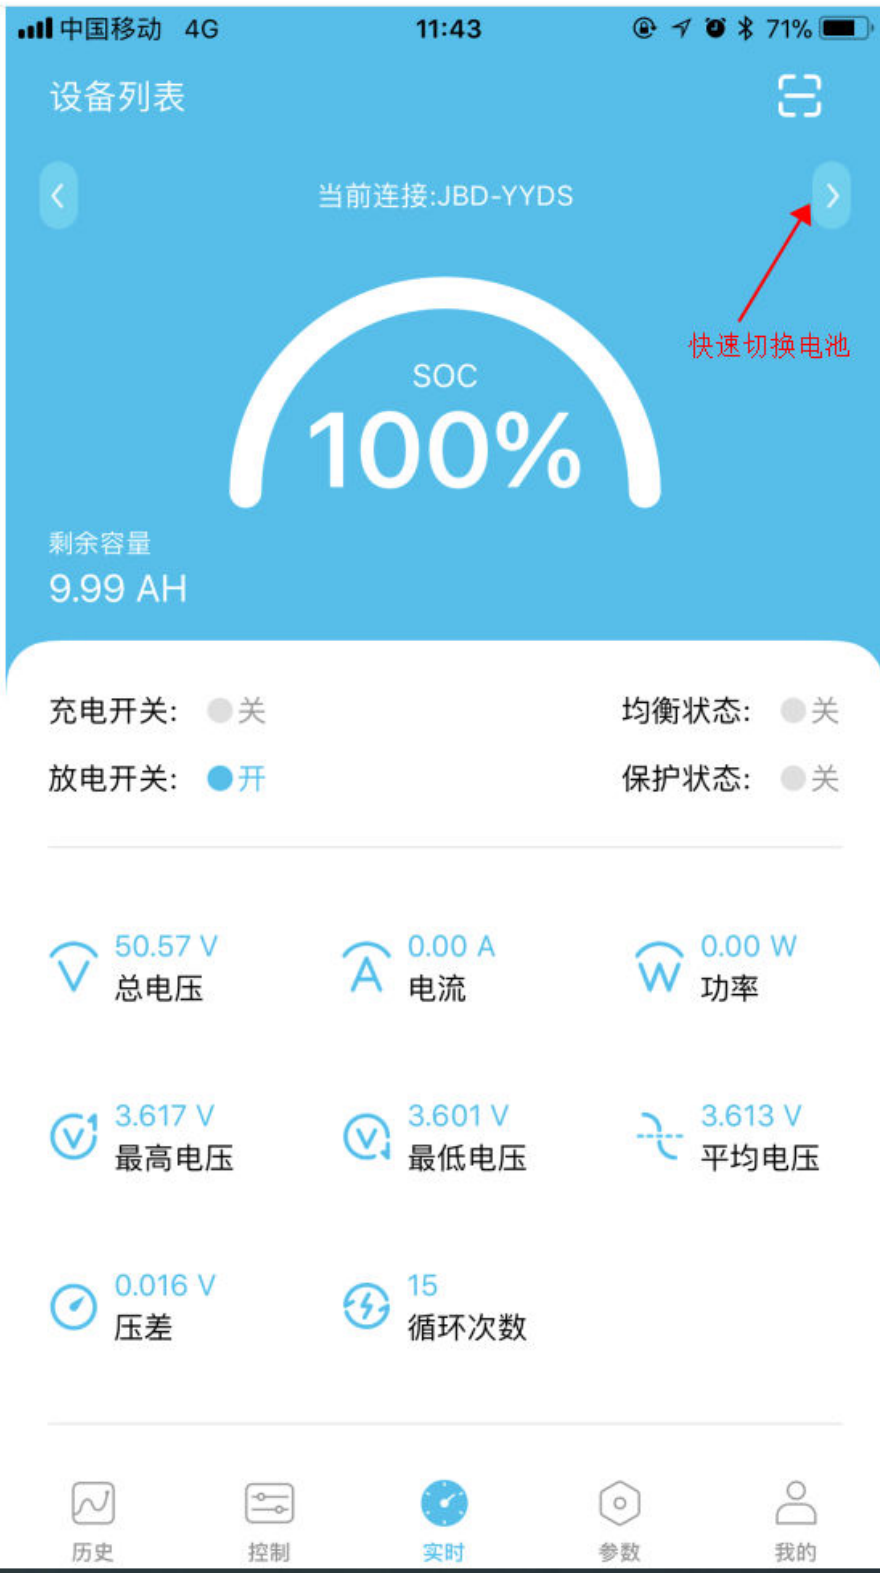 中国移动 4G 11:43 71%
设备列表
当前连接:JBD-YYDS
快速切换电池
SOC
100%
剩余容量
9.99 AH
充电开关: 关 均衡状态: 关
放电开关: 开 保护状态: 关
50.57 V 0.00 A 0.00 W
总电压 电流 功率
3.617 V 3.601 V 3.613 V
最高电压 最低电压 平均电压
0.016 V 15
压差 循环次数
历史 控制 实时 参数 我的